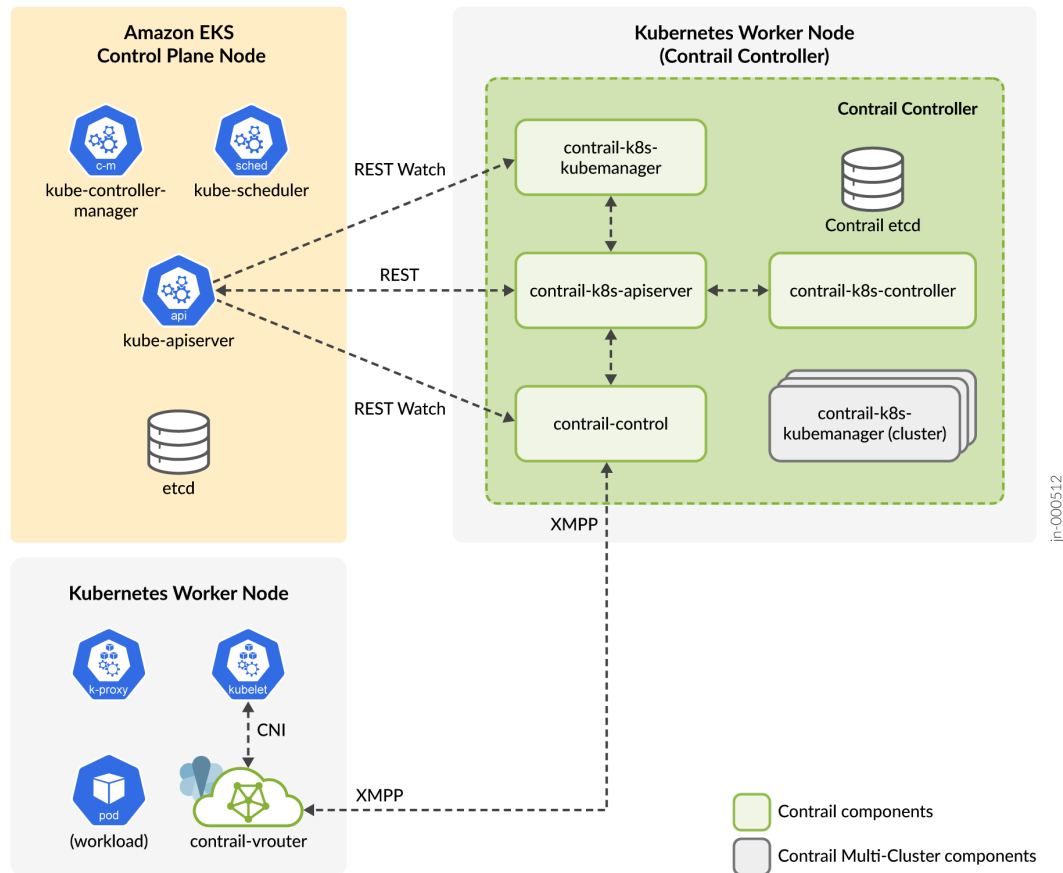 Amazon EKS
Control Plane Node
c-m
kube-controller-
manager
sched
kube-scheduler
api
kube-apiserver
etcd
REST Watch
REST
REST Watch
Kubernetes Worker Node
(Contrail Controller)
Contrail Controller
contrail-k8s-
kubemanager
Contrail etcd
contrail-k8s-apiserver
contrail-k8s-controller
contrail-control
contrail-k8s-
kubemanager (cluster)
XMPP
jn-000512
Kubernetes Worker Node
k-proxy
kubelet
CNI
pod
(workload)
contrail-vrouter
XMPP
Contrail components
Contrail Multi-Cluster components